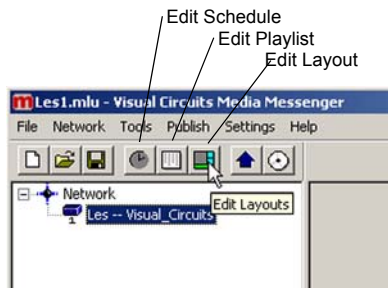 Edit Schedule
Edit Playlist
Edit Layout
m Les1.mlu - Visual Circuits Media Messenger
File Network Tools Publish Settings Help
Network
Les -- Visual_Circuits
Edit Layouts